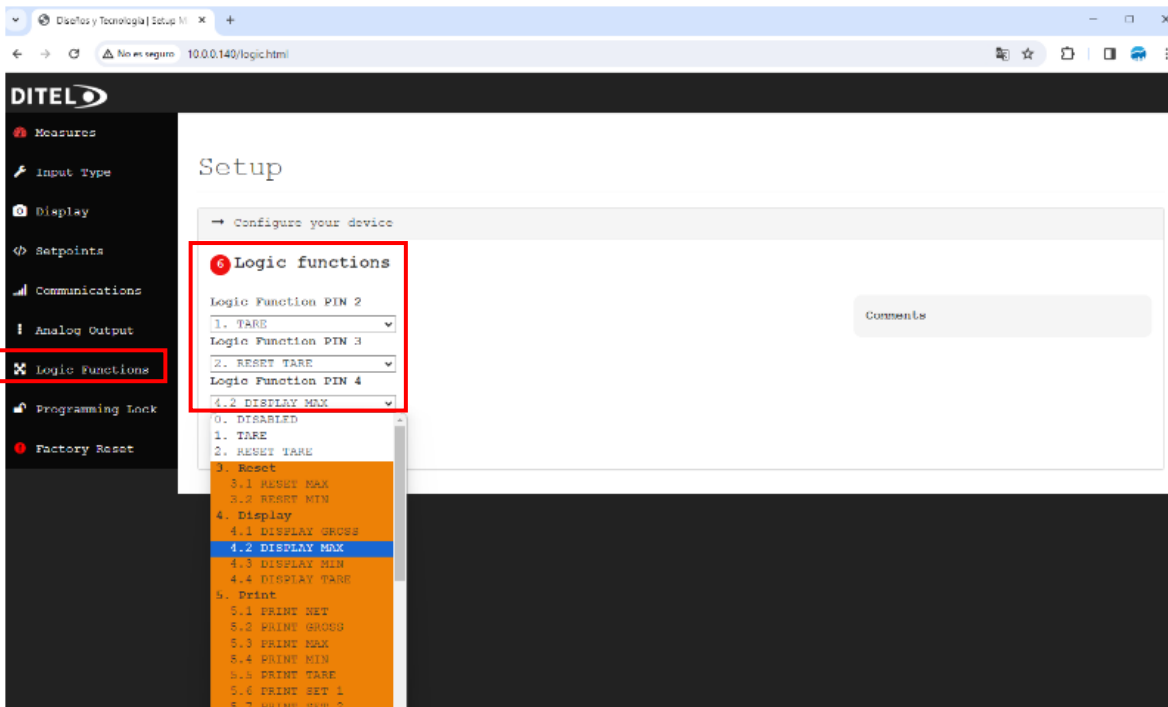 Diseños y Tecnología | Setup M
No es seguro
10.0.0.140/logic.html
DITEL
Measures
Input Type
Display
Setpoints
Communications
Analog Output
Logic Functions
Programming Lock
Factory Reset
Setup
→ Configure your device
6 Logic functions
Logic Function PIN 2
1. TARE
Logic Function PIN 3
2. RESET TARE
Logic Function PIN 4
4.2 DISPLAY MAX
0. DISABLED
1. TARE
2. RESET TARE
3. Reset
3.1 RESET MAX
3.2 RESET MIN
4. Display
4.1 DISPLAY GROSS
4.2 DISPLAY MAX
4.3 DISPLAY MIN
4.4 DISPLAY TARE
5. Print
5.1 PRINT NET
5.2 PRINT GROSS
5.3 PRINT MAX
5.4 PRINT MIN
5.5 PRINT TARE
5.6 PRINT SET 1
5.7 PRINT SET 2
Comments